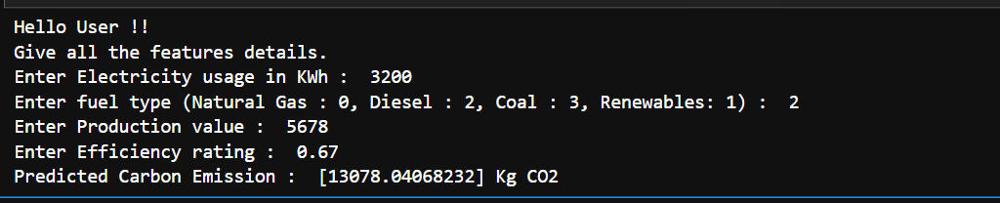 Hello User !!
Give all the features details.
Enter Electricity usage in KWh :  3200
Enter fuel type (Natural Gas : 0, Diesel : 2, Coal : 3, Renewables: 1) :  2
Enter Production value :  5678
Enter Efficiency rating :  0.67
Predicted Carbon Emission :  [13078.04068232] Kg CO2